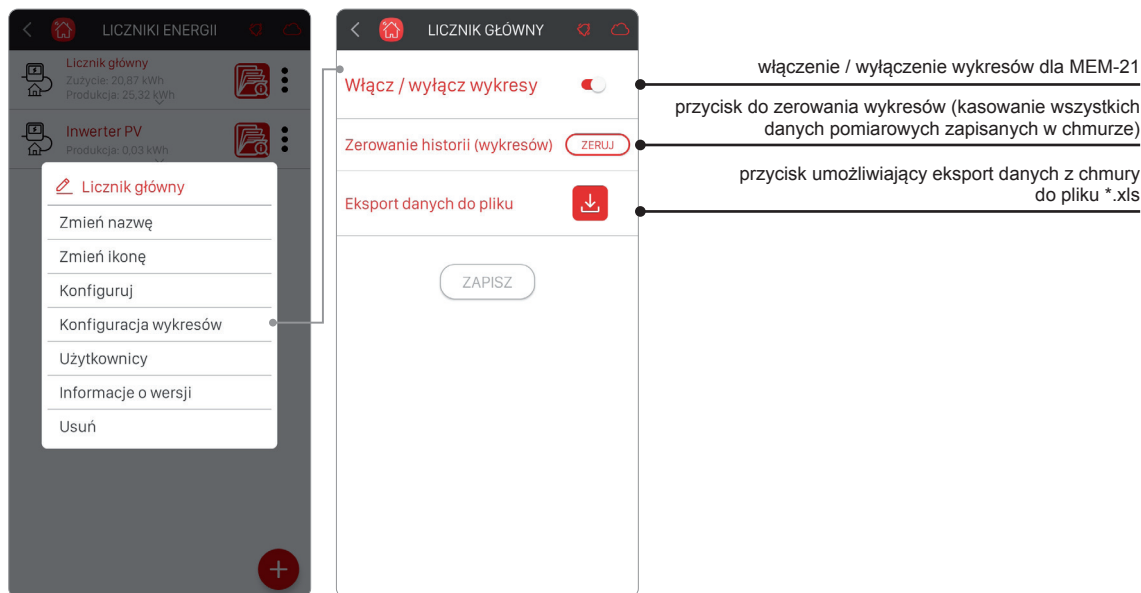 LICZNIKI ENERGII
Licznik główny
Zużycie: 20,87 kWh
Produkcja: 25,32 kWh
Inwerter PV
Produkcja: 0,03 kWh
Licznik główny
Zmień nazwę
Zmień ikonę
Konfiguruj
Konfiguracja wykresów
Użytkownicy
Informacje o wersji
Usuń
LICZNIK GŁÓWNY
Włącz / wyłącz wykresy
Zerowanie historii (wykresów)
ZERUJ
Eksport danych do pliku
ZAPISZ
włączenie / wyłączenie wykresów dla MEM-21
przycisk do zerowania wykresów (kasowanie wszystkich
danych pomiarowych zapisanych w chmurze)
przycisk umożliwiający eksport danych z chmury
do pliku *.xls